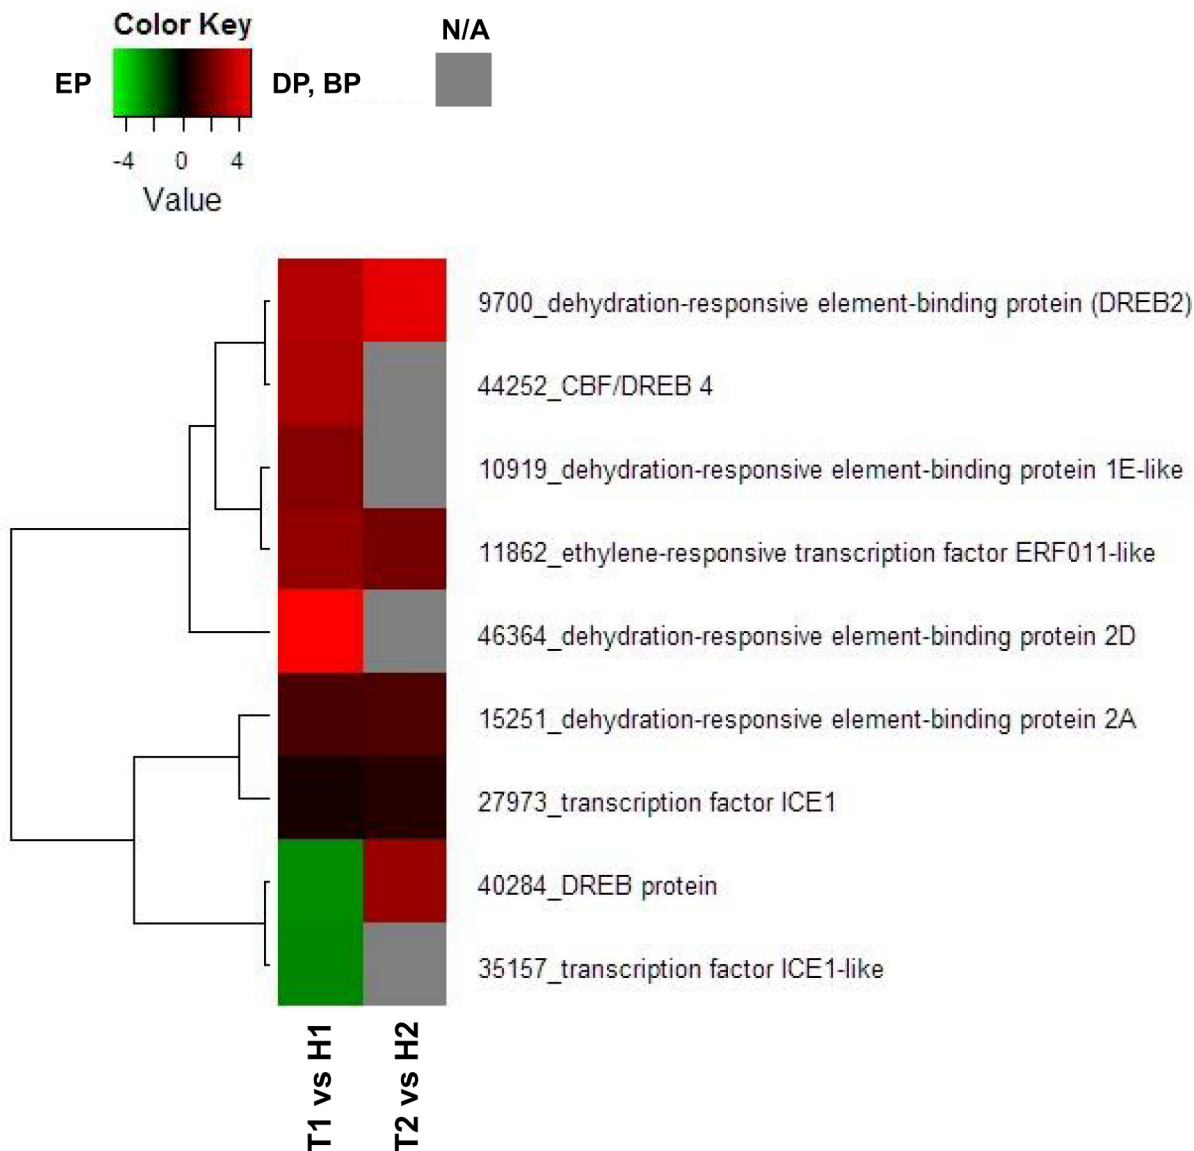 Color Key
N/A
EP
DP, BP
-4 0 4
Value
9700_dehydration-responsive element-binding protein (DREB2)
44252_CBF/DREB 4
10919_dehydration-responsive element-binding protein 1E-like
11862_ethylene-responsive transcription factor ERF011-like
46364_dehydration-responsive element-binding protein 2D
15251_dehydration-responsive element-binding protein 2A
27973_transcription factor ICE1
40284_DREB protein
35157_transcription factor ICE1-like
T1 vs H1
T2 vs H2